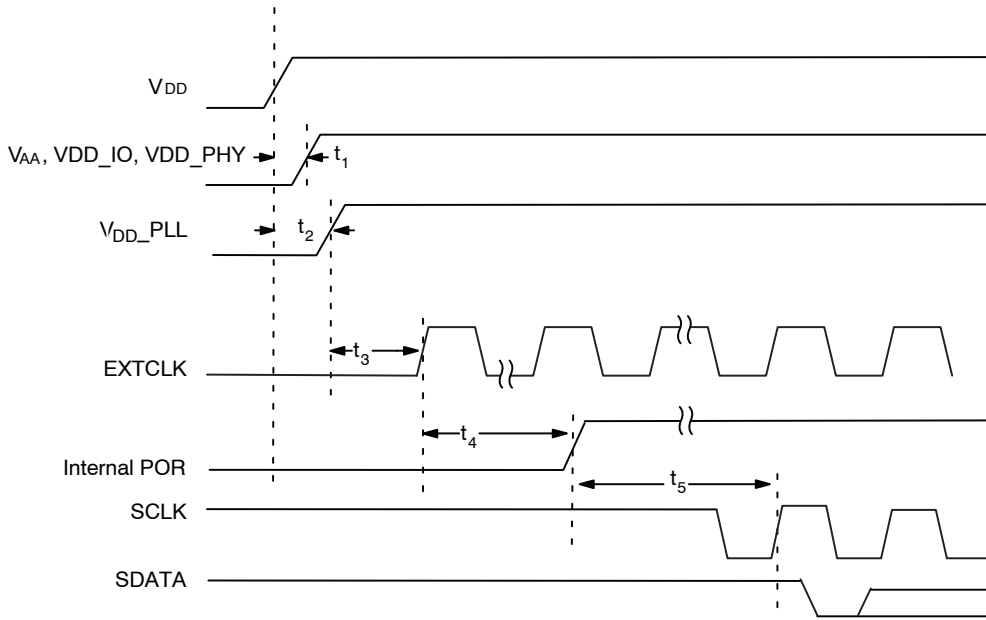 VDD
VAA, VDD_IO, VDD_PHY
t1
VDD_PLL
t2
t3
EXTCLK
t4
Internal POR
t5
SCLK
SDATA